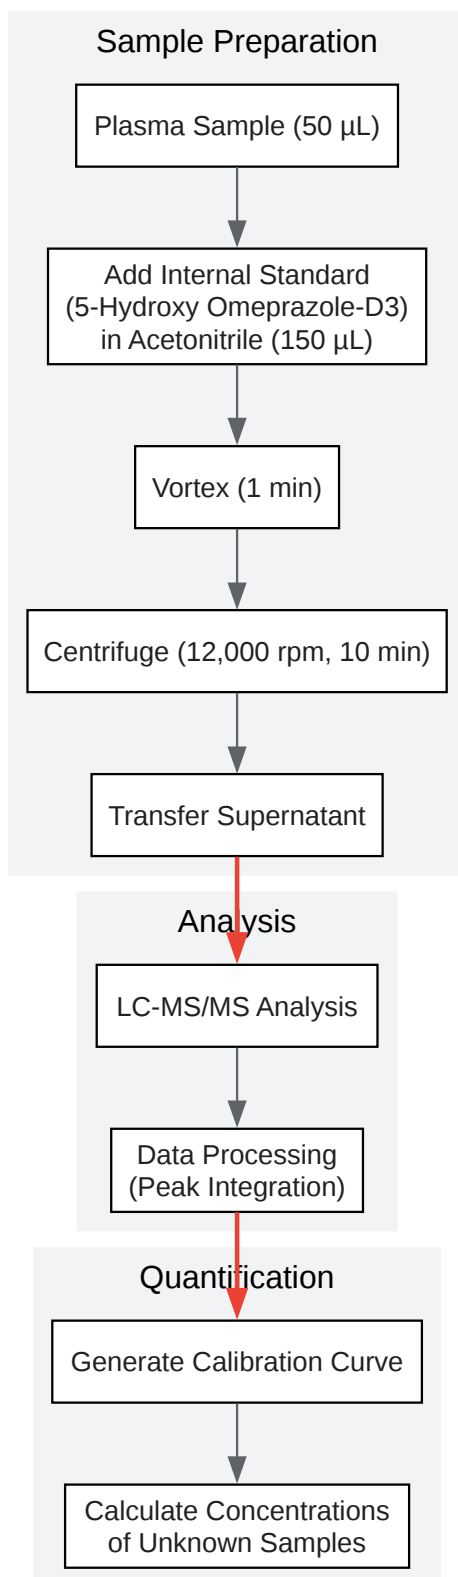 Sample Preparation
Plasma Sample (50 µL)
Add Internal Standard
(5-Hydroxy Omeprazole-D3)
in Acetonitrile (150 µL)
Vortex (1 min)
Centrifuge (12,000 rpm, 10 min)
Transfer Supernatant
Analysis
LC-MS/MS Analysis
Data Processing
(Peak Integration)
Quantification
Generate Calibration Curve
Calculate Concentrations
of Unknown Samples